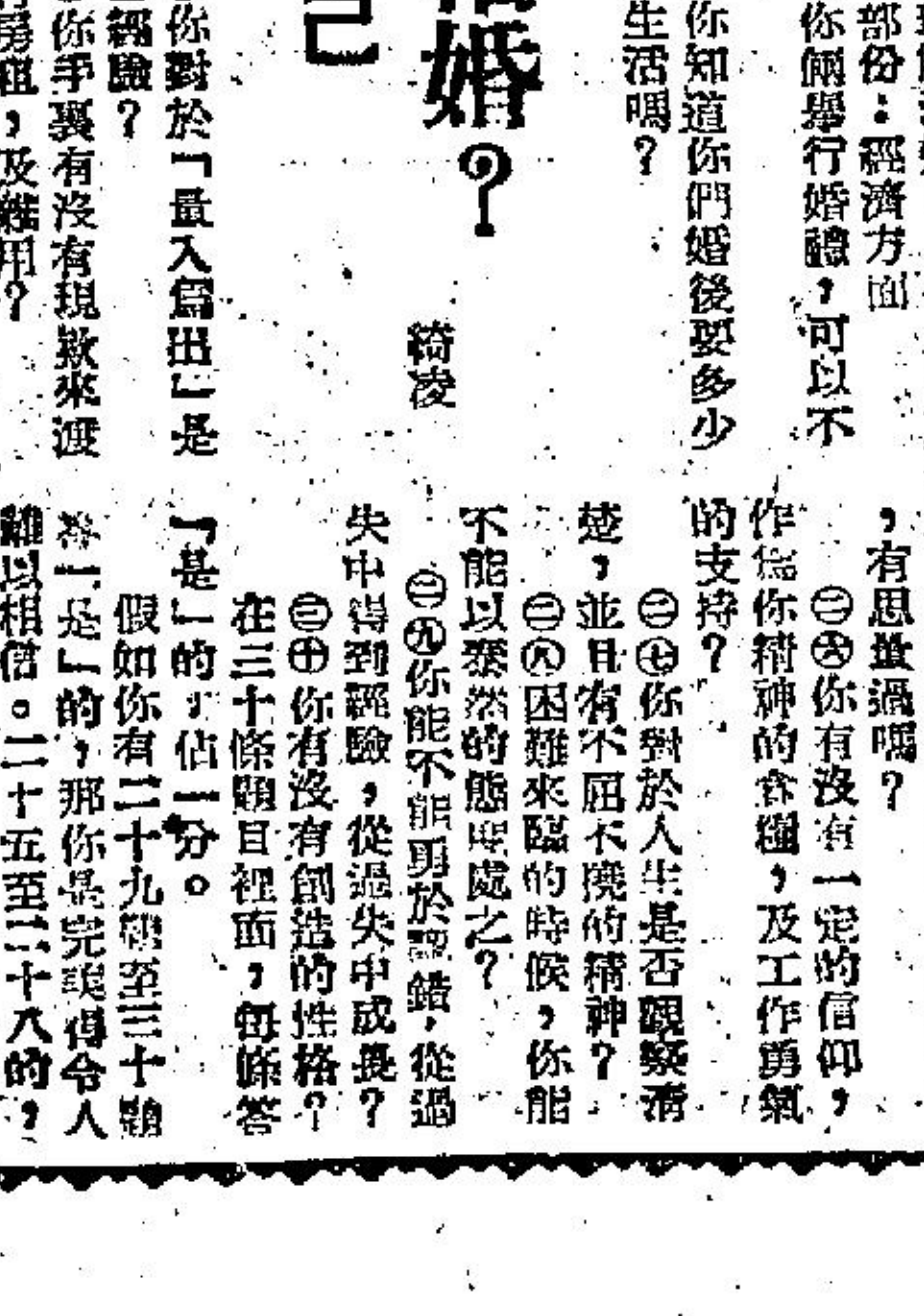 部份：經濟方面
你倆舉行婚禮，可以不
你知道你們婚後要多少
生活嗎？
婚？
己
綺凌
你對於「量入為出」是
經驗？
你手裏有沒有現欵來渡
房租，及雜用？
，有思量過嗎？
㊁㊅你有沒有一定的信仰，
作為你精神的食糧，及工作勇氣
的支持？
㊁㊆你對於人生是否觀察清
楚，並且有不屈不撓的精神？
㊁㊇困難來臨的時候，你能
不能以泰然的態度處之？
㊁㊈你能不能勇於認錯，從過
失中得到經驗，從過失中成長？
㊂㊉你有沒有創造的性格？
在三十條題目裡面，每條答
「是」的，佔一分。
假如你有二十九題至三十題
答「是」的，那你是完美得令人
難以相信。二十五至二十八的，